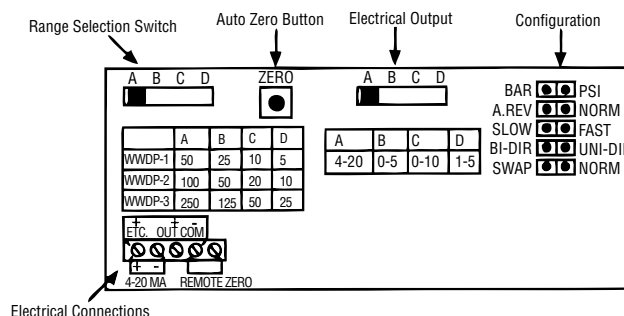 Range Selection Switch
Auto Zero Button
Electrical Output
Configuration
A B C D
ZERO
A B C D
BAR PSI
A.REV NORM
SLOW FAST
BI-DIR UNI-DIR
SWAP NORM
A B C D
WWDP-1 50 25 10 5
WWDP-2 100 50 20 10
WWDP-3 250 125 50 25
A B C D
4-20 0-5 0-10 1-5
+ + -
ETC. OUT COM
+ -
4-20 MA REMOTE ZERO
Electrical Connections